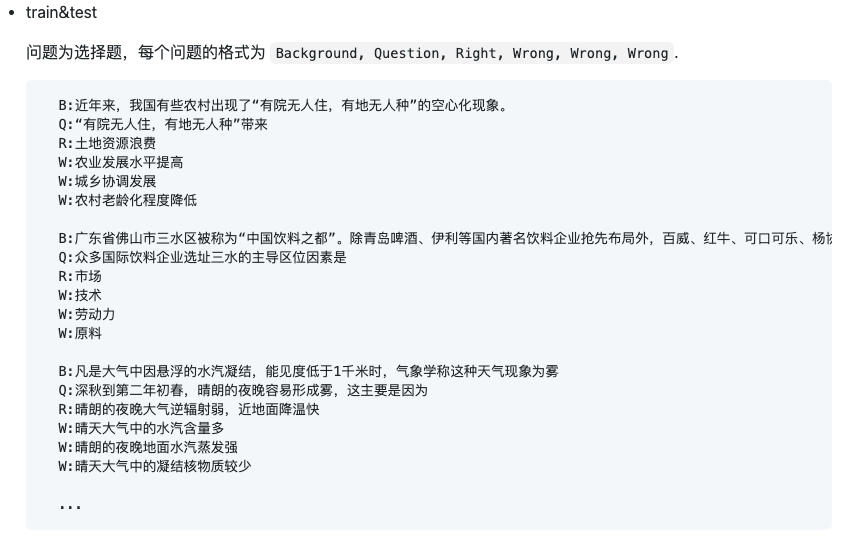 train&test
问题为选择题，每个问题的格式为 Background, Question, Right, Wrong, Wrong, Wrong.
B:近年来，我国有些农村出现了“有院无人住，有地无人种”的空心化现象。
Q:“有院无人住，有地无人种”带来
R:土地资源浪费
W:农业发展水平提高
W:城乡协调发展
W:农村老龄化程度降低
B:广东省佛山市三水区被称为“中国饮料之都”。除青岛啤酒、伊利等国内著名饮料企业抢先布局外，百威、红牛、可口可乐、杨协
Q:众多国际饮料企业选址三水的主导区位因素是
R:市场
W:技术
W:劳动力
W:原料
B:凡是大气中因悬浮的水汽凝结，能见度低于1千米时，气象学称这种天气现象为雾
Q:深秋到第二年初春，晴朗的夜晚容易形成雾，这主要是因为
R:晴朗的夜晚大气逆辐射弱，近地面降温快
W:晴天大气中的水汽含量多
W:晴朗的夜晚地面水汽蒸发强
W:晴天大气中的凝结核物质较少
...